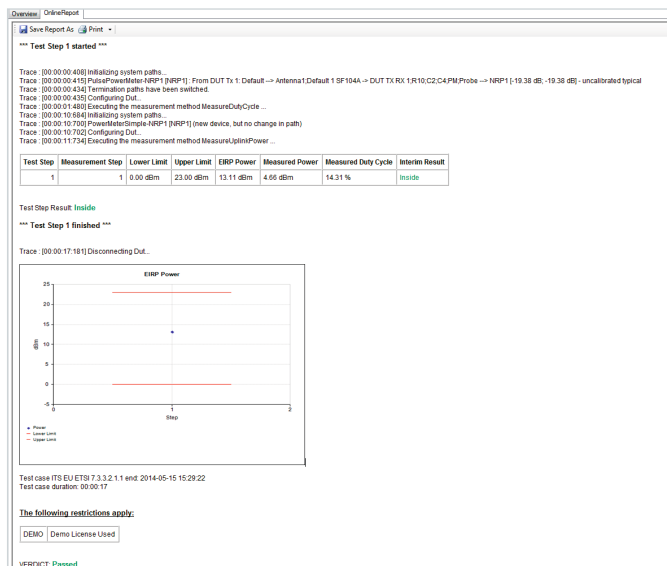 Overview OnlineReport
Save Report As Print
*** Test Step 1 started ***
Trace : [00:00:00:408] Initializing system paths...
Trace : [00:00:00:415] PulsePowerMeter-NRP1 [NRP1] : From DUT Tx 1: Default --> Antenna1;Default 1 SF104A -> DUT TX RX 1;R10;C2;C4;PM;Probe --> NRP1 [-19.38 dB; -19.38 dB] - uncalibrated typical
Trace : [00:00:00:434] Termination paths have been switched.
Trace : [00:00:00:435] Configuring Dut...
Trace : [00:00:01:480] Executing the measurement method MeasureDutyCycle ...
Trace : [00:00:10:684] Initializing system paths...
Trace : [00:00:10:700] PowerMeterSimple-NRP1 [NRP1] (new device, but no change in path)
Trace : [00:00:10:702] Configuring Dut...
Trace : [00:00:11:734] Executing the measurement method MeasureUplinkPower ...
Test Step Measurement Step Lower Limit Upper Limit EIRP Power Measured Power Measured Duty Cycle Interim Result
1 1 0.00 dBm 23.00 dBm 13.11 dBm 4.66 dBm 14.31 % Inside
Test Step Result: Inside
*** Test Step 1 finished ***
Trace : [00:00:17:181] Disconnecting Dut...
EIRP Power
25
20
15
10
5
0
-5
dBm
0 1 2
Step
Power
Lower Limit
Upper Limit
Test case ITS EU ETSI 7.3.3.2.1.1 end: 2014-05-15 15:29:22
Test case duration: 00:00:17
The following restrictions apply:
DEMO Demo License Used
VERDICT: Passed